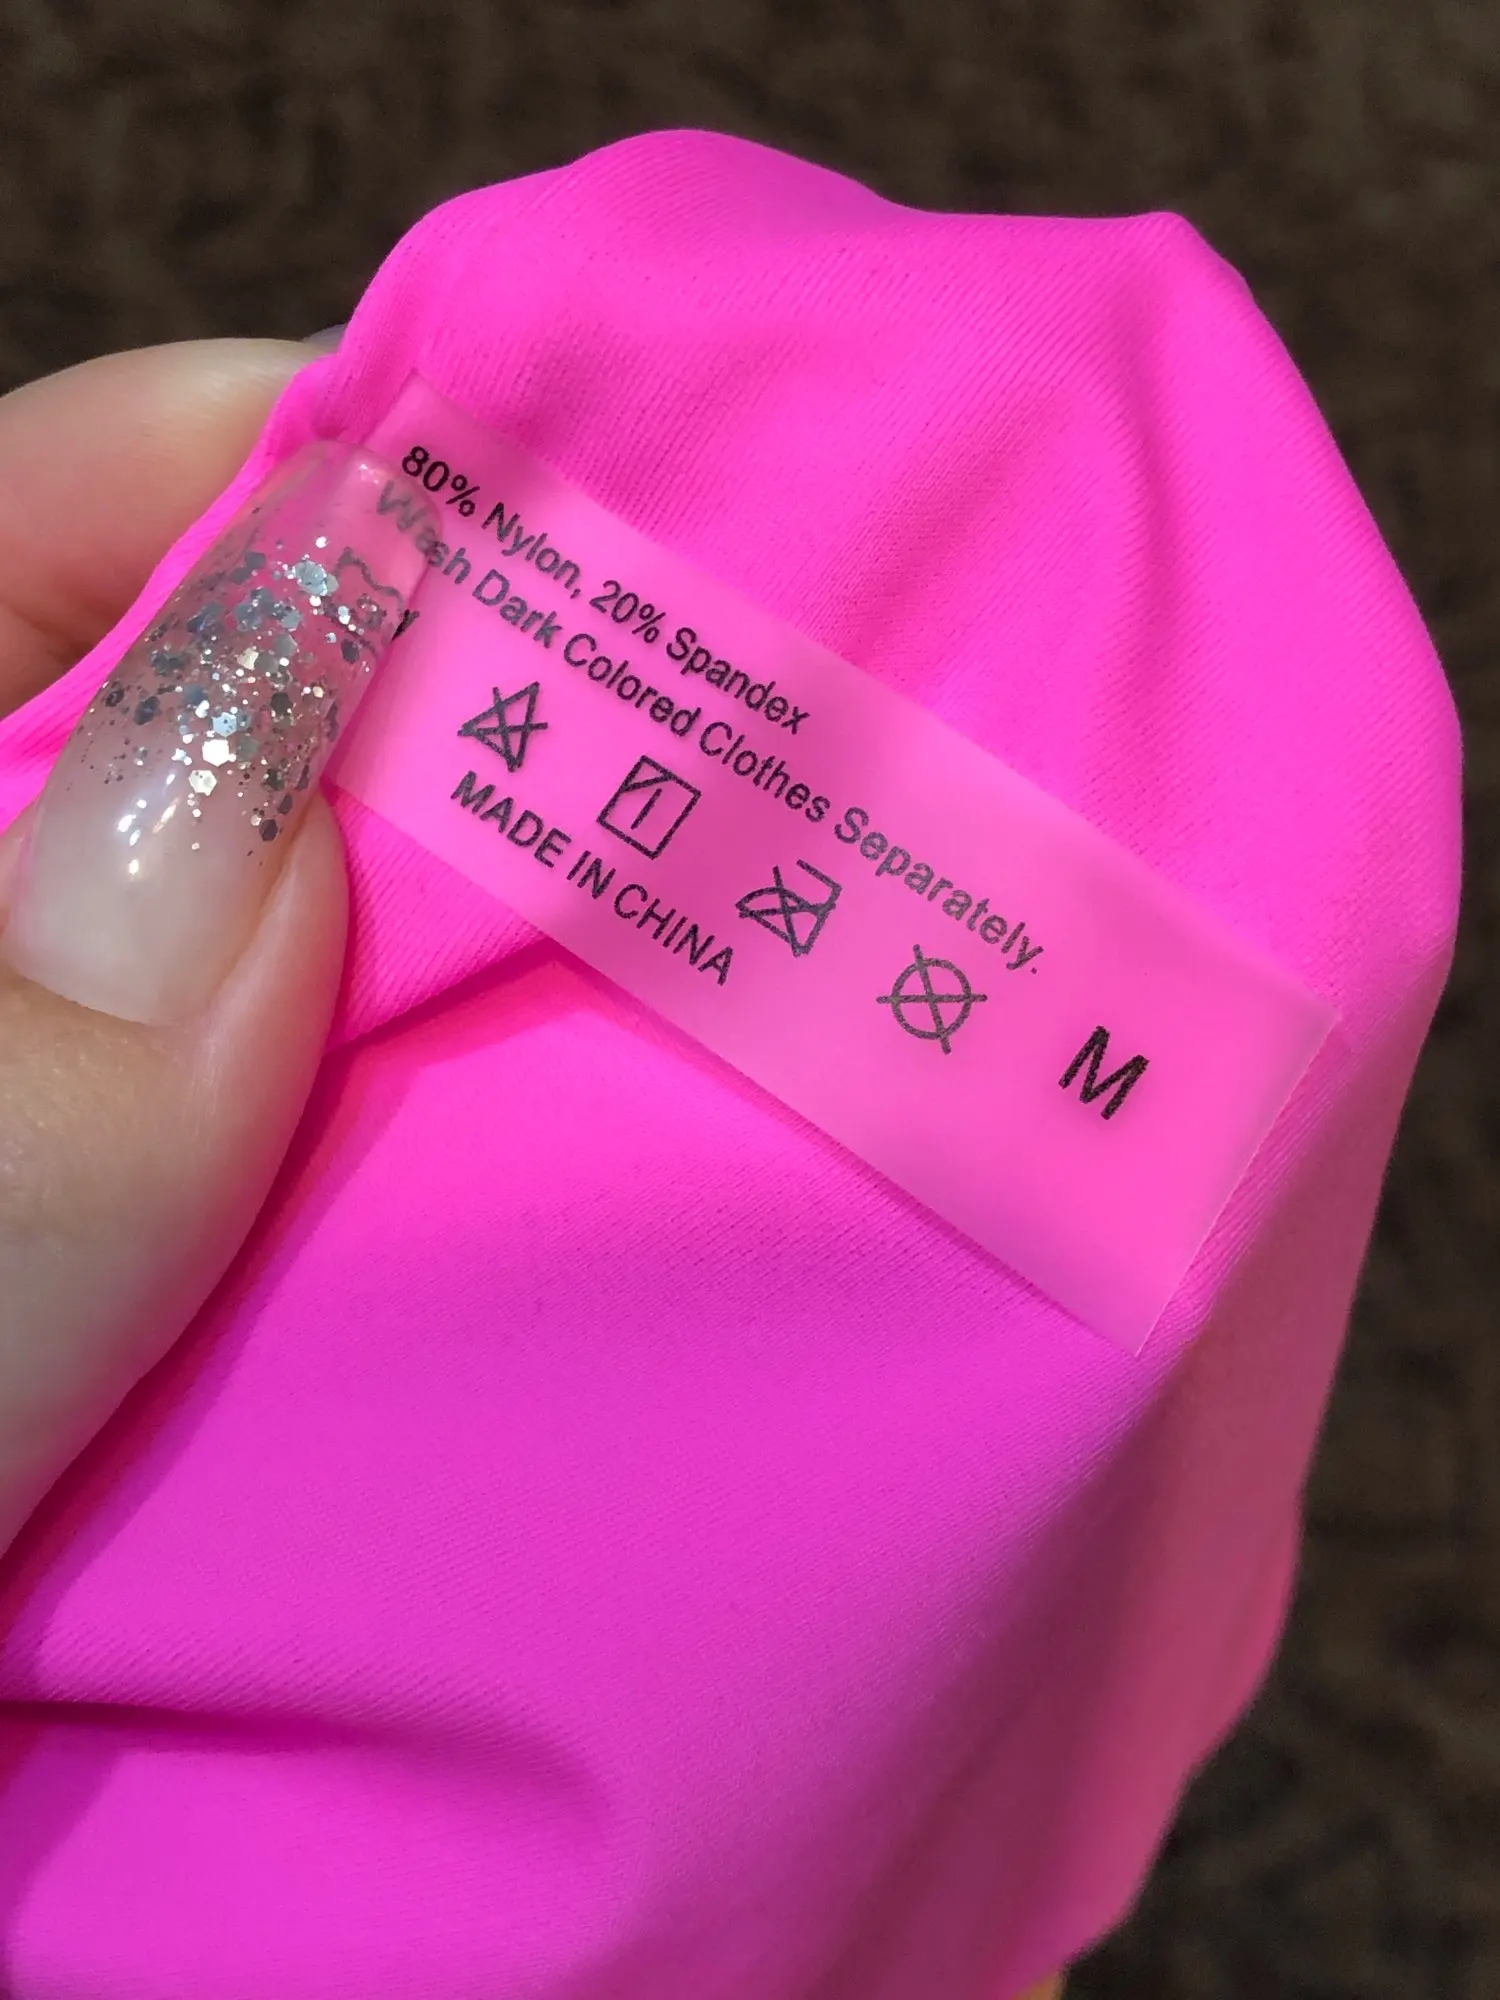 80% Nylon, 20% Spandex
Wash Dark Colored Clothes Separately.
MADE IN CHINA
M